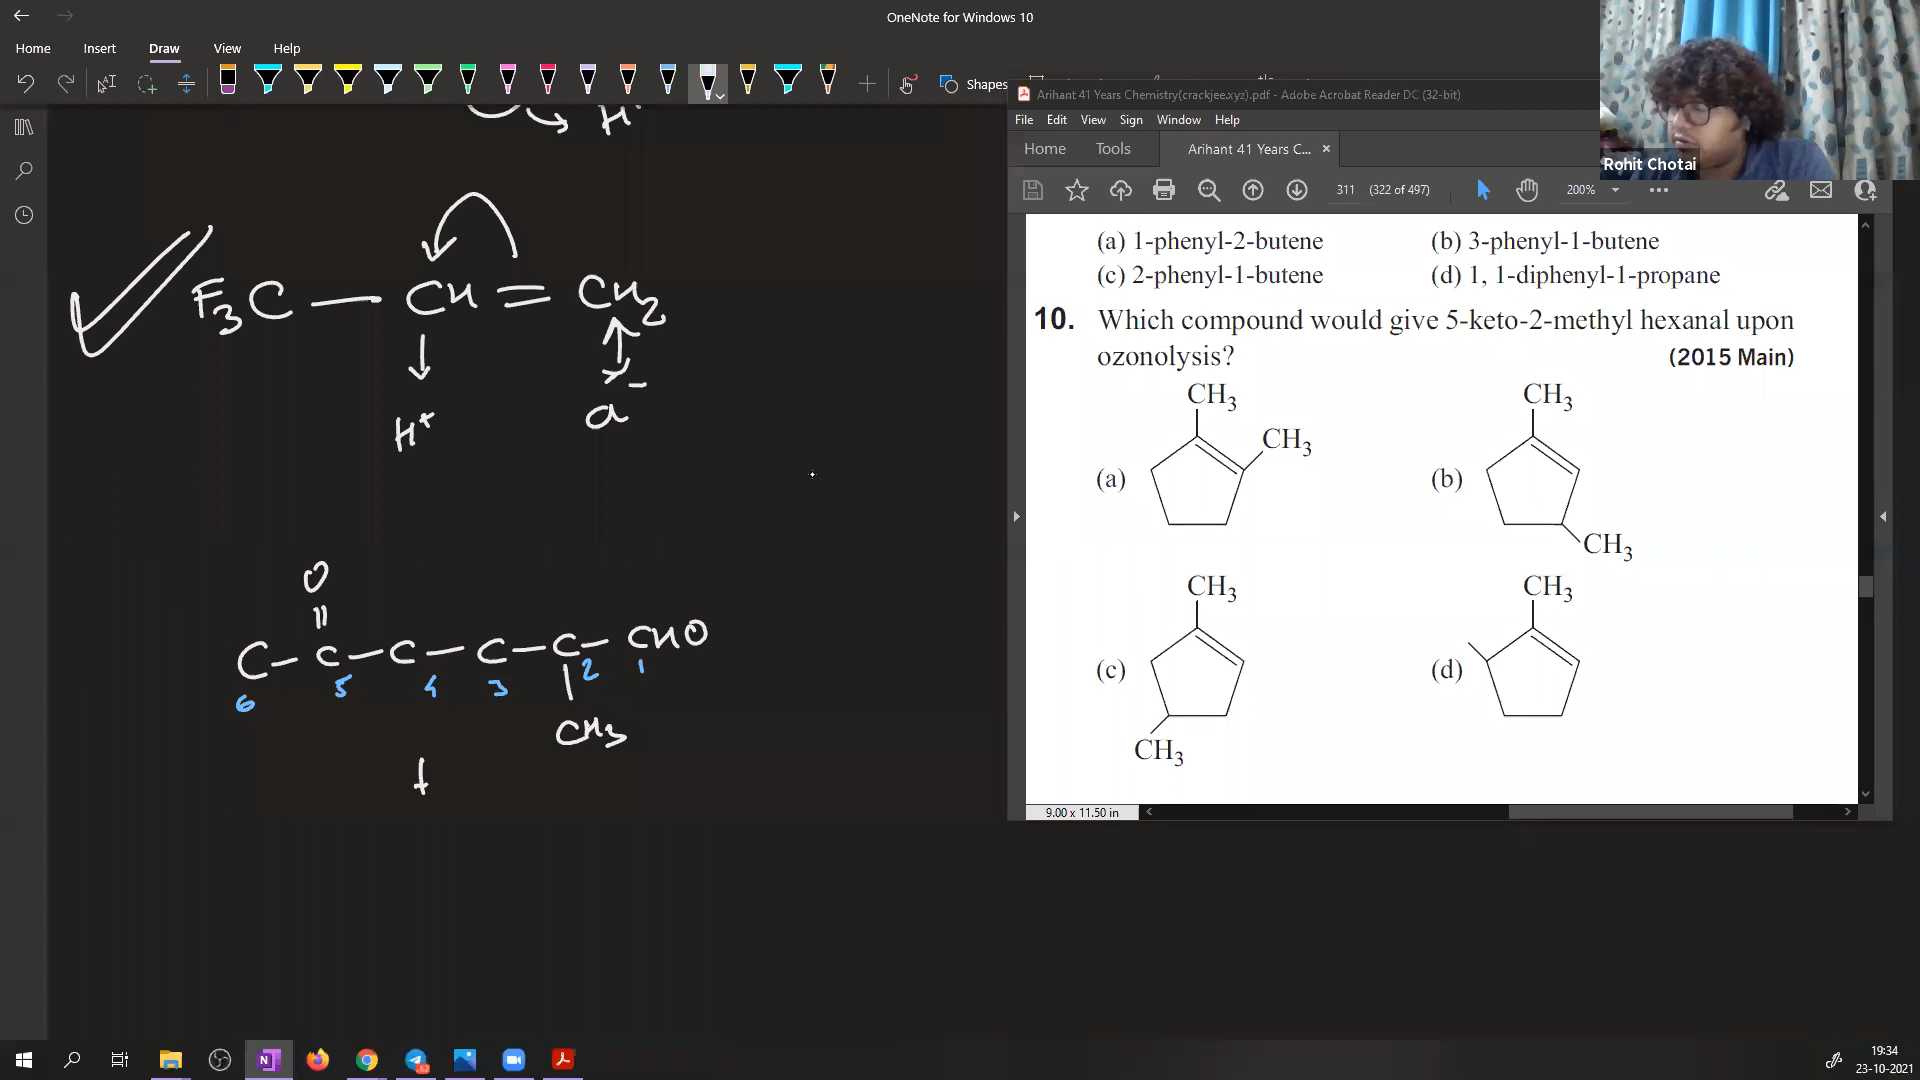 OneNote for Windows 10
Home Insert Draw View Help
Shapes
Arihant 41 Years Chemistry(crackjee.xyz).pdf - Adobe Acrobat Reader DC (32-bit)
File Edit View Sign Window Help
Home Tools Arihant 41 Years C... ×
Rohit Chotai
311 (322 of 497) 200%
(a) 1-phenyl-2-butene (b) 3-phenyl-1-butene
(c) 2-phenyl-1-butene (d) 1, 1-diphenyl-1-propane
10. Which compound would give 5-keto-2-methyl hexanal upon
ozonolysis? (2015 Main)
CH3 CH3
CH3
(a) (b)
CH3
CH3 CH3
(c) (d)
CH3
9.00 x 11.50 in
H
F3C — CH = CH2
H+ a-
O
||
C - C - C - C - C - CHO
6 5 4 3 2 1
CH3
19:34
23-10-2021